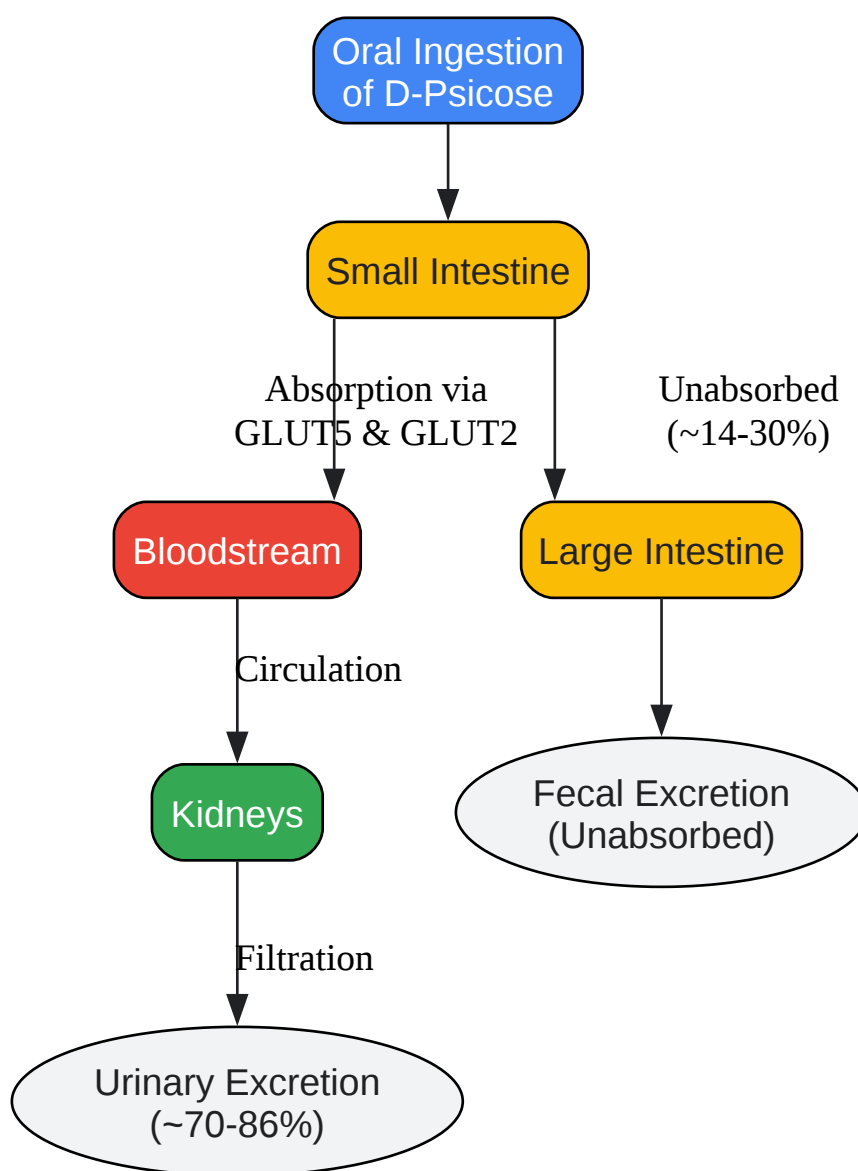 Oral Ingestion
of D-Psicose
Small Intestine
Absorption via
GLUT5 & GLUT2
Unabsorbed
(~14-30%)
Bloodstream
Large Intestine
Circulation
Kidneys
Fecal Excretion
(Unabsorbed)
Filtration
Urinary Excretion
(~70-86%)